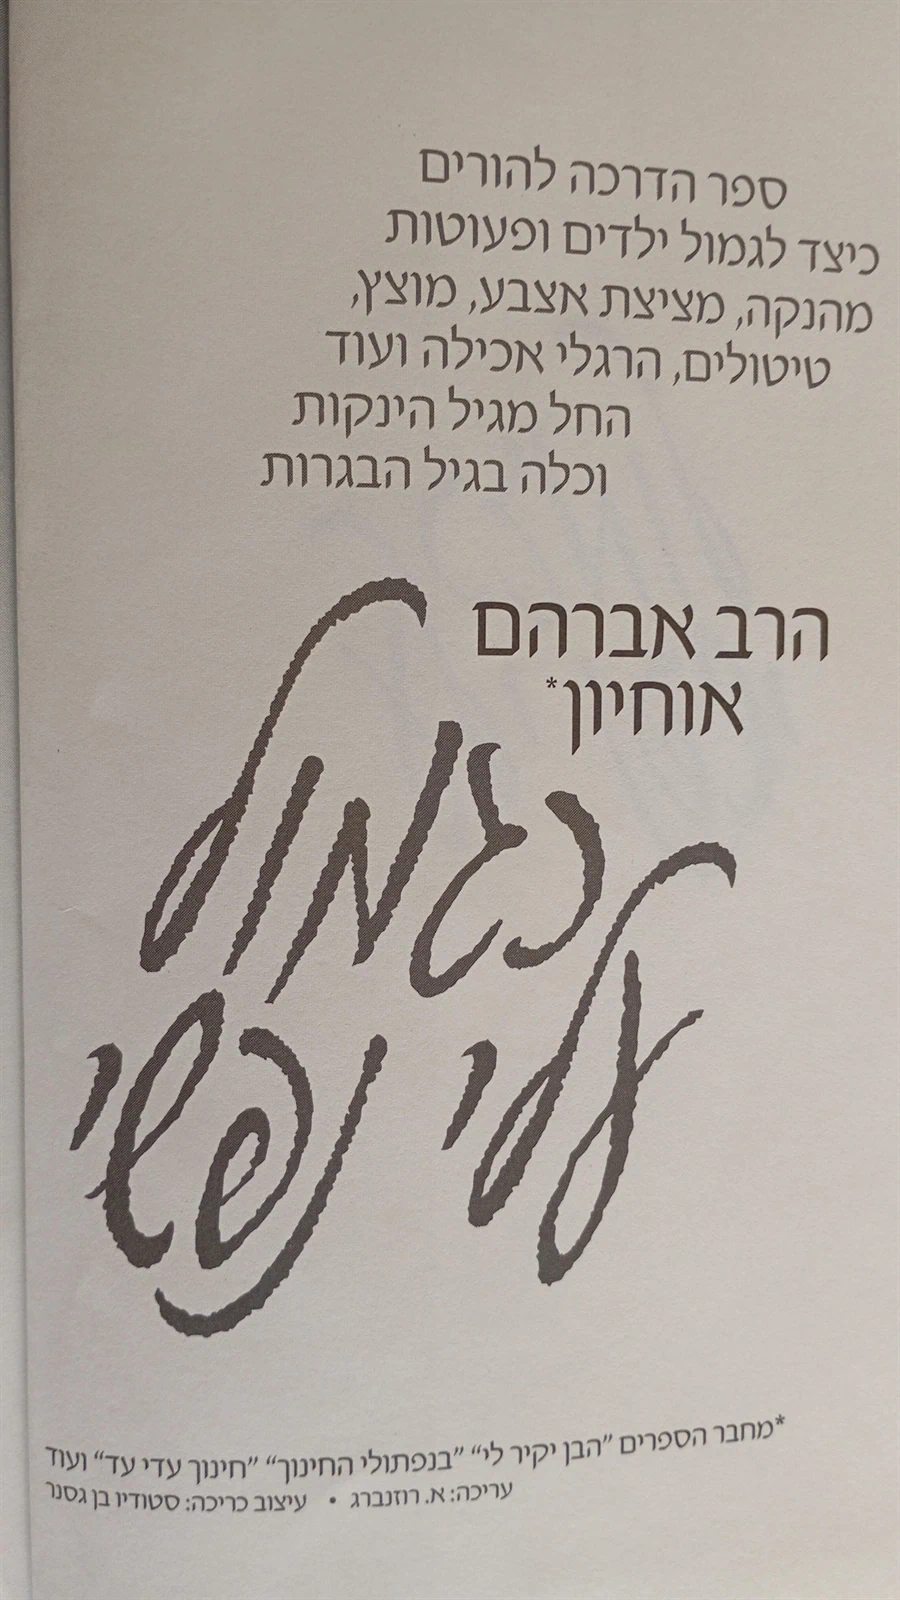 ספר הדרכה להורים
כיצד לגמול ילדים ופעוטות
מהנקה, מציצת אצבע, מוצץ,
טיטולים, הרגלי אכילה ועוד
החל מגיל הינקות
וכלה בגיל הבגרות
הרב אברהם
אוחיון*
כגמול
עלי נפשי
*מחבר הספרים "הבן יקיר לי" "בנפתולי החינוך" "חינוך עדי עד" ועוד
עריכה: א. רוזנברג • עיצוב כריכה: סטודיו בן גסנר